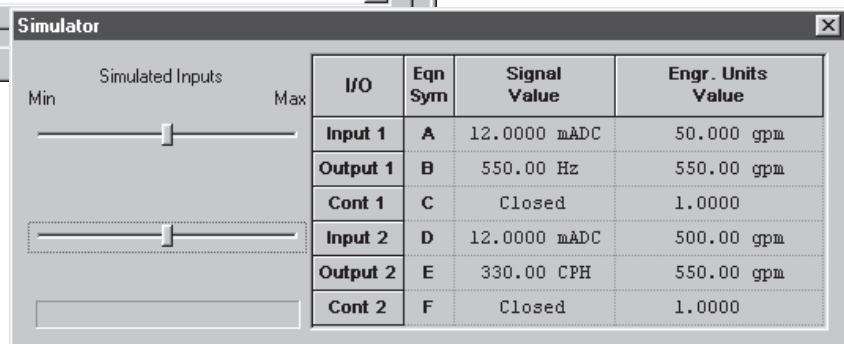 Simulator
Simulated Inputs
Min Max
I/O Eqn Sym Signal Value Engr. Units Value
Input 1 A 12.0000 mADC 50.000 gpm
Output 1 B 550.00 Hz 550.00 gpm
Cont 1 C Closed 1.0000
Input 2 D 12.0000 mADC 500.00 gpm
Output 2 E 330.00 CPH 550.00 gpm
Cont 2 F Closed 1.0000